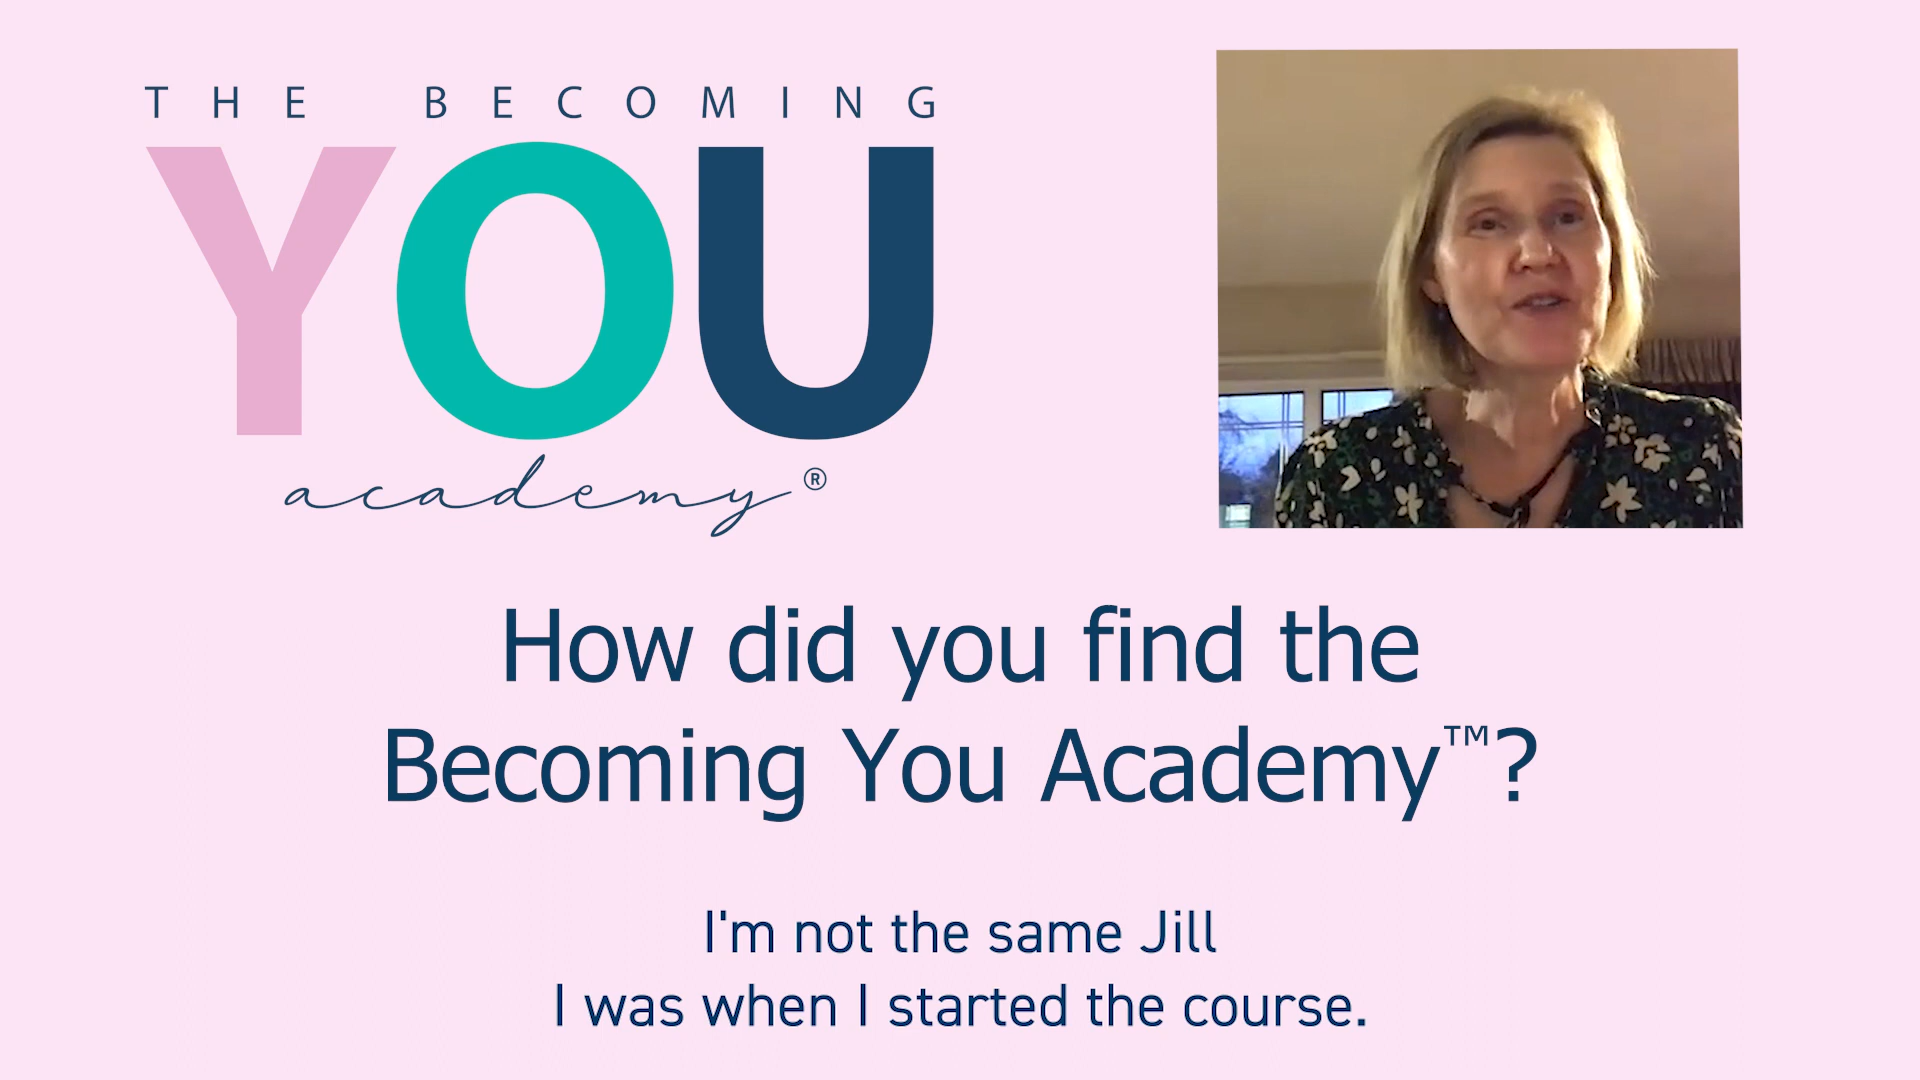 THE BECOMING
YOU
academy®
How did you find the
Becoming You Academy™?
I'm not the same Jill
I was when I started the course.